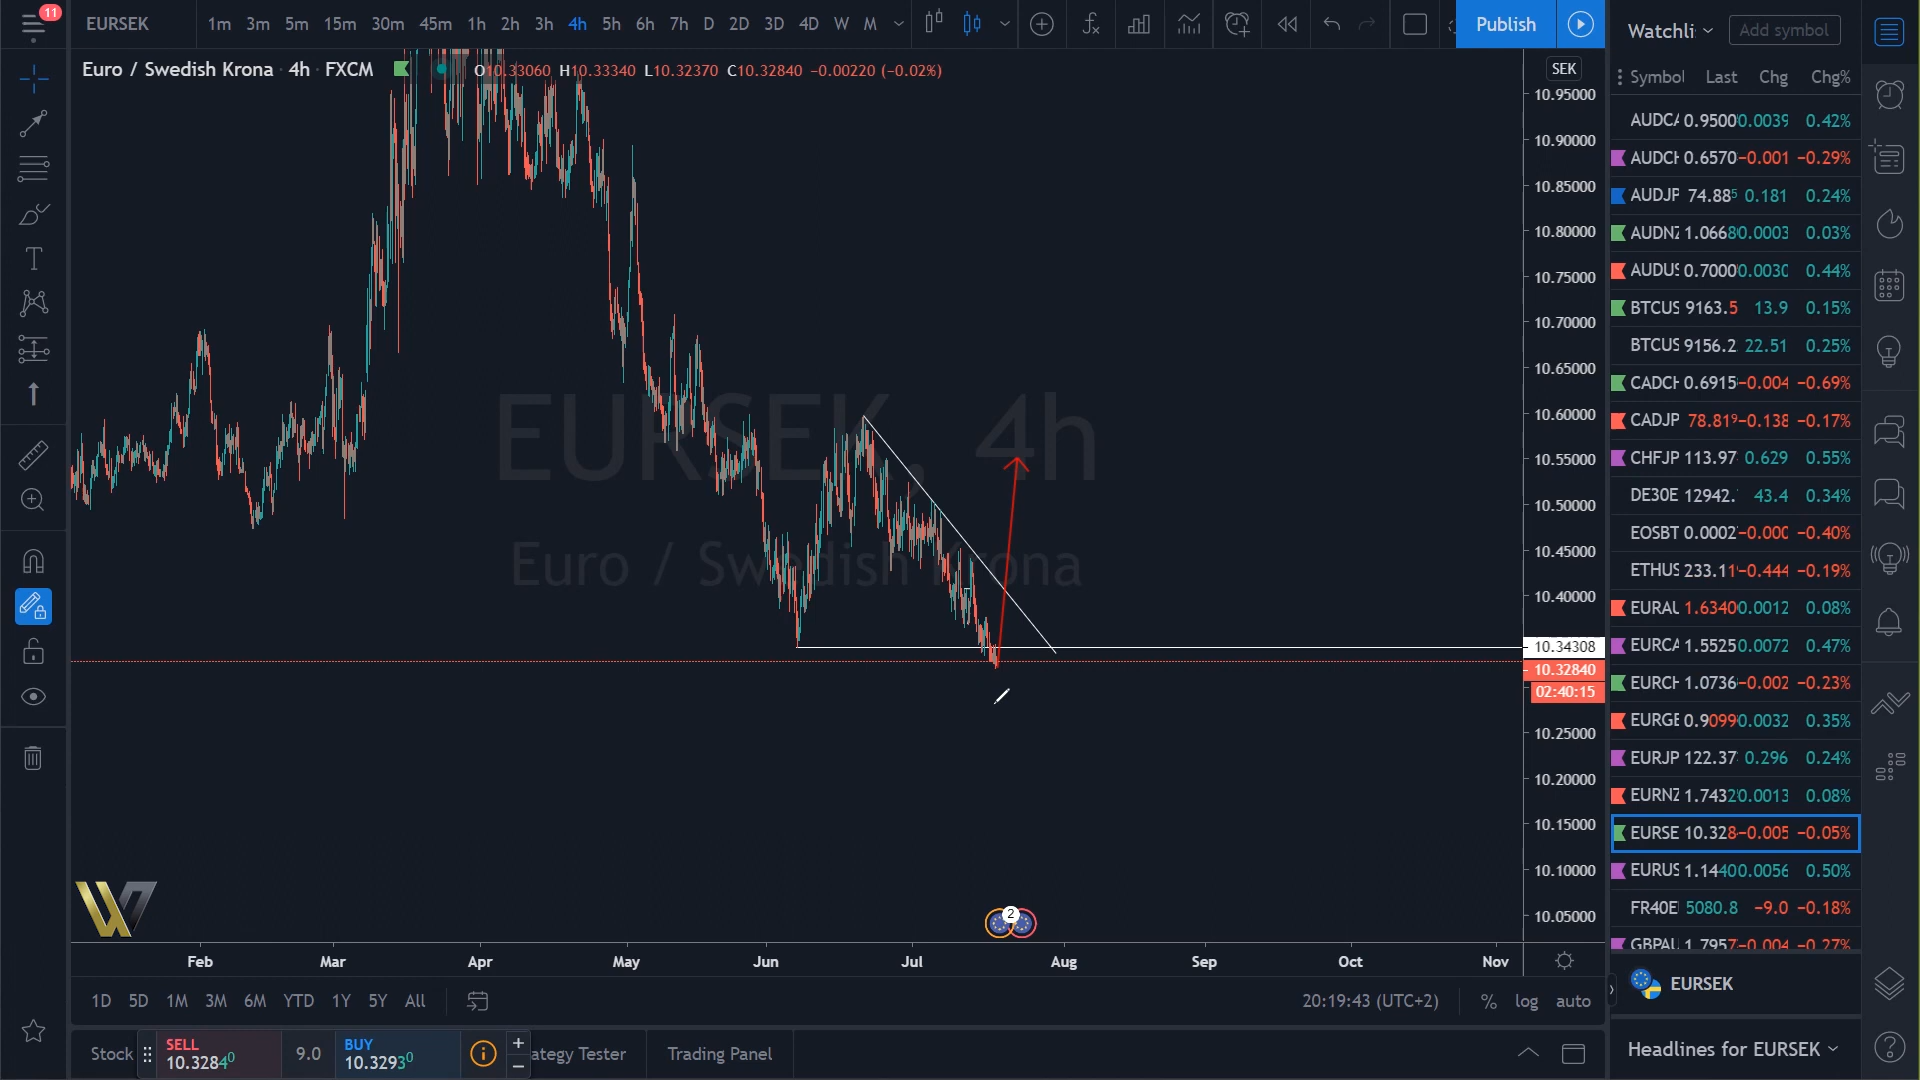 11
EURSEK 1m 3m 5m 15m 30m 45m 1h 2h 3h 4h 5h 6h 7h D 2D 3D 4D W M Publish Watchli Add symbol
Euro / Swedish Krona 4h · FXCM O10.33060 H10.33340 L10.32370 C10.32840 −0.00220 (−0.02%)
SEK
10.95000
10.90000
10.85000
10.80000
10.75000
10.70000
10.65000
10.60000
10.55000
10.50000
10.45000
10.40000
10.34308
10.32840
02:40:15
10.25000
10.20000
10.15000
10.10000
10.05000
EURSEK, 4h
Euro / Swedish Krona
2
Feb Mar Apr May Jun Jul Aug Sep Oct Nov
1D 5D 1M 3M 6M YTD 1Y 5Y All 20:19:43 (UTC+2) % log auto
Stock SELL 10.32840 9.0 BUY 10.32930 ategy Tester Trading Panel
Symbol Last Chg Chg%
AUDCA 0.9500 0.0039 0.42%
AUDCH 0.6570 −0.001 −0.29%
AUDJP 74.885 0.181 0.24%
AUDNZ 1.0668 0.0003 0.03%
AUDUS 0.7000 0.0030 0.44%
BTCUS 9163.5 13.9 0.15%
BTCUS 9156.2 22.51 0.25%
CADCH 0.6915 −0.004 −0.69%
CADJP 78.819 −0.138 −0.17%
CHFJP 113.97 0.629 0.55%
DE30E 12942. 43.4 0.34%
EOSBT 0.0002 −0.000 −0.40%
ETHUS 233.11 −0.444 −0.19%
EURAU 1.6340 0.0012 0.08%
EURCA 1.5525 0.0072 0.47%
EURCH 1.0736 −0.002 −0.23%
EURGE 0.9099 0.0032 0.35%
EURJP 122.37 0.296 0.24%
EURNZ 1.7432 0.0013 0.08%
EURSE 10.328 −0.005 −0.05%
EURUS 1.1440 0.0056 0.50%
FR40E 5080.8 −9.0 −0.18%
GBPAU 1.7957 −0.004 −0.27%
EURSEK
Headlines for EURSEK